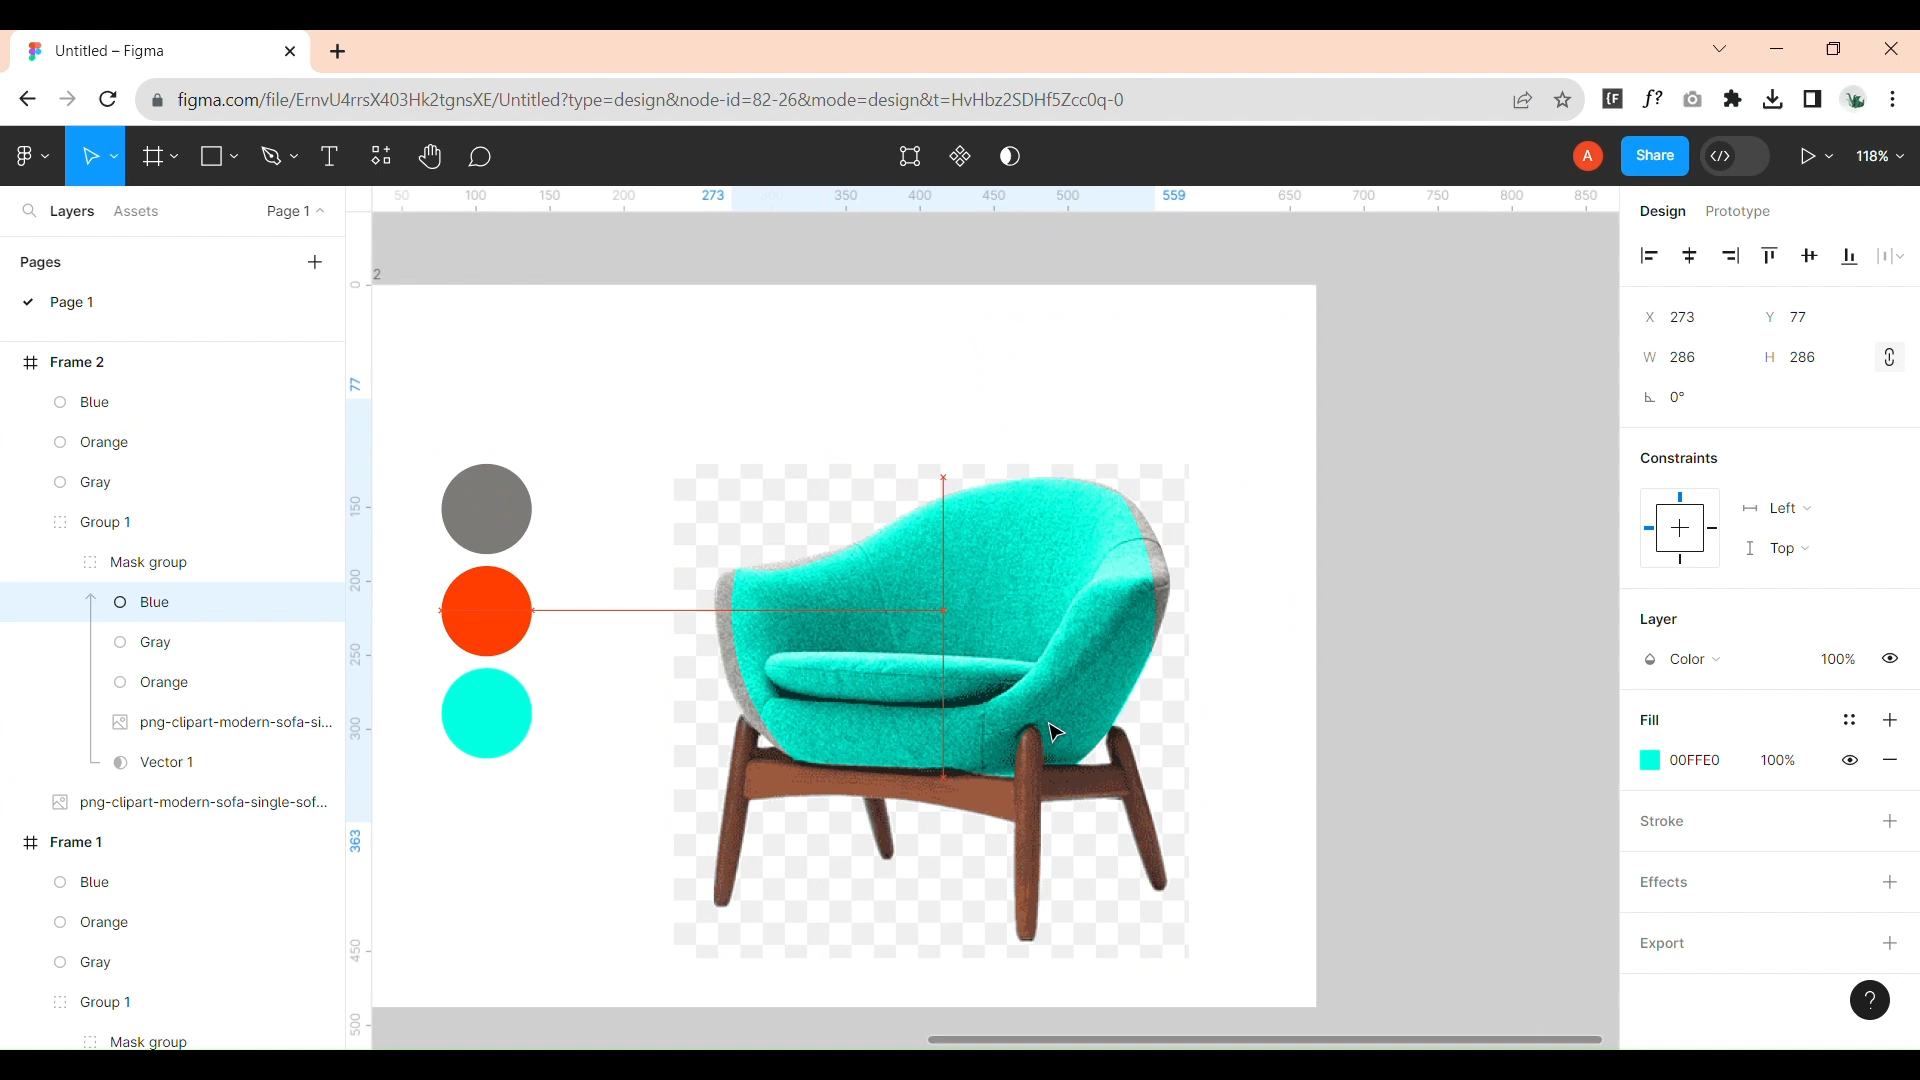 Untitled – Figma
figma.com/file/ErnvU4rrsX403Hk2tgnsXE/Untitled?type=design&node-id=82-26&mode=design&t=HvHbz2SDHf5Zcc0q-0
f?
A
Share
118%
Layers
Assets
Page 1
50
100
150
200
273
300
350
400
450
500
559
650
700
750
800
850
Design
Prototype
Pages
Page 1
2
0
77
150
200
250
300
363
450
500
Frame 2
Blue
Orange
Gray
Group 1
Mask group
Blue
Gray
Orange
png-clipart-modern-sofa-si...
Vector 1
png-clipart-modern-sofa-single-sof...
Frame 1
Blue
Orange
Gray
Group 1
Mask group
X 273
Y 77
W 286
H 286
0°
Constraints
Left
Top
Layer
Color
100%
Fill
00FFE0
100%
Stroke
Effects
Export
?